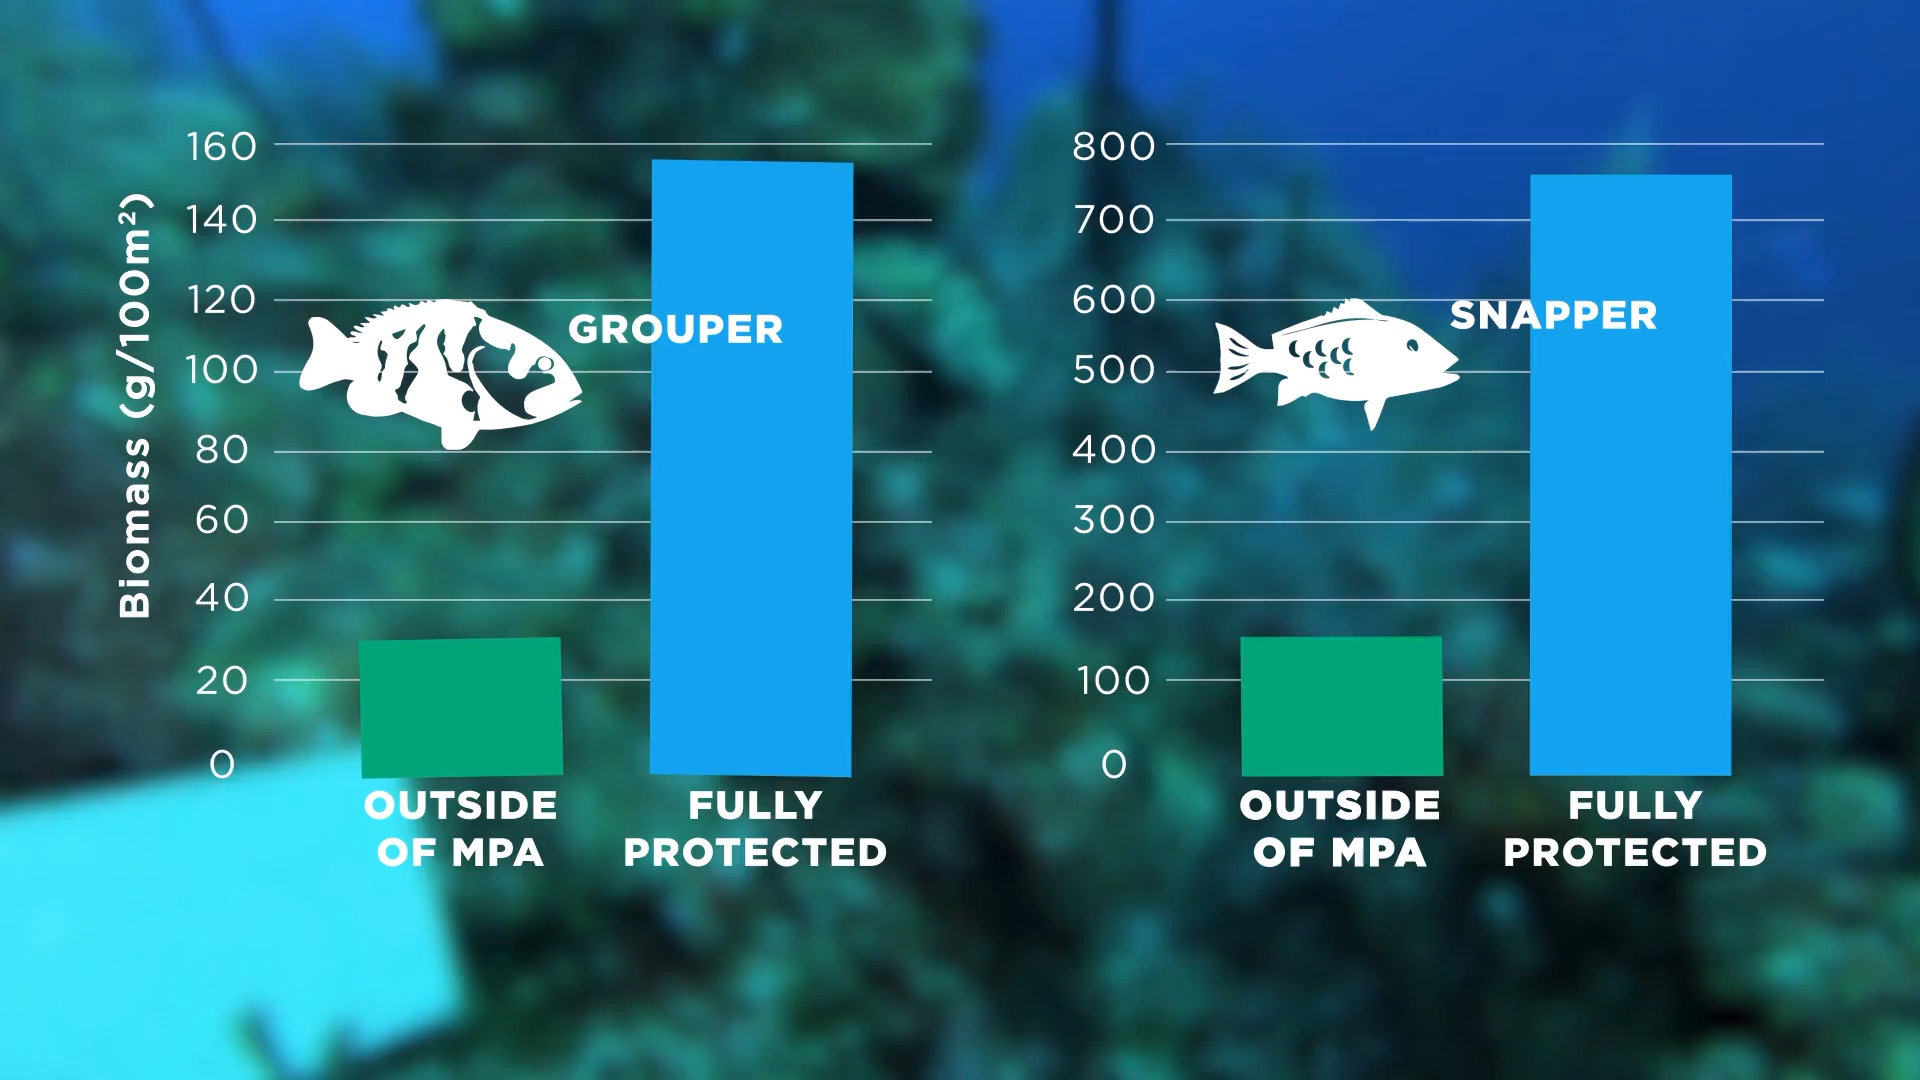 Biomass (g/100m²)
160
140
120
100
80
60
40
20
0
GROUPER
OUTSIDE
OF MPA
FULLY
PROTECTED
800
700
600
500
400
300
200
100
0
SNAPPER
OUTSIDE
OF MPA
FULLY
PROTECTED